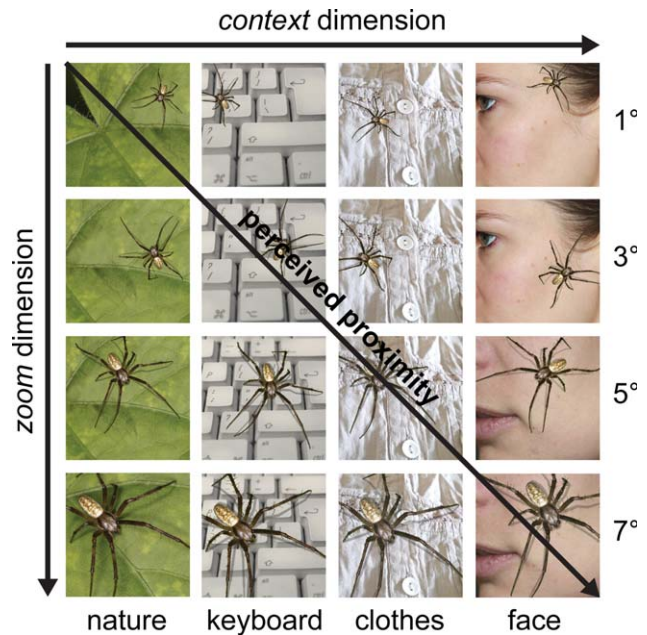 context dimension
zoom dimension
perceived proximity
1°
3°
5°
7°
nature keyboard clothes face